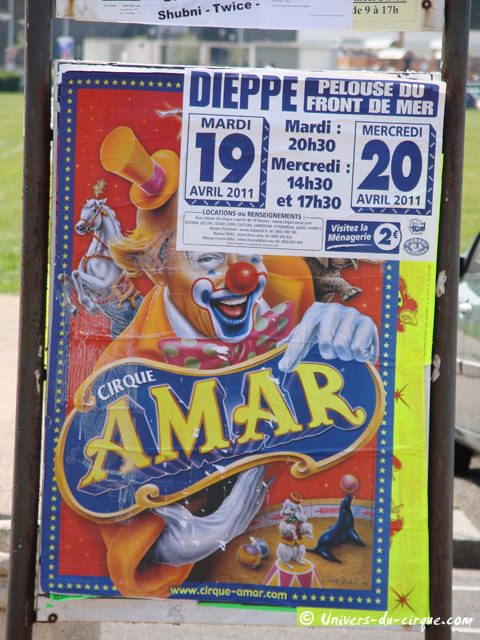 Shubni - Twice -
de 9 à 17h
DIEPPE
PELOUSE DU
FRONT DE MER
MARDI
19
AVRIL 2011
Mardi :
20h30
Mercredi :
14h30
et 17h30
MERCREDI
20
AVRIL 2011
LOCATIONS ou RENSEIGNEMENTS :
Visitez la
Ménagerie
2€
CIRQUE
AMAR
www.cirque-amar.com
© Univers-du-cirque.com